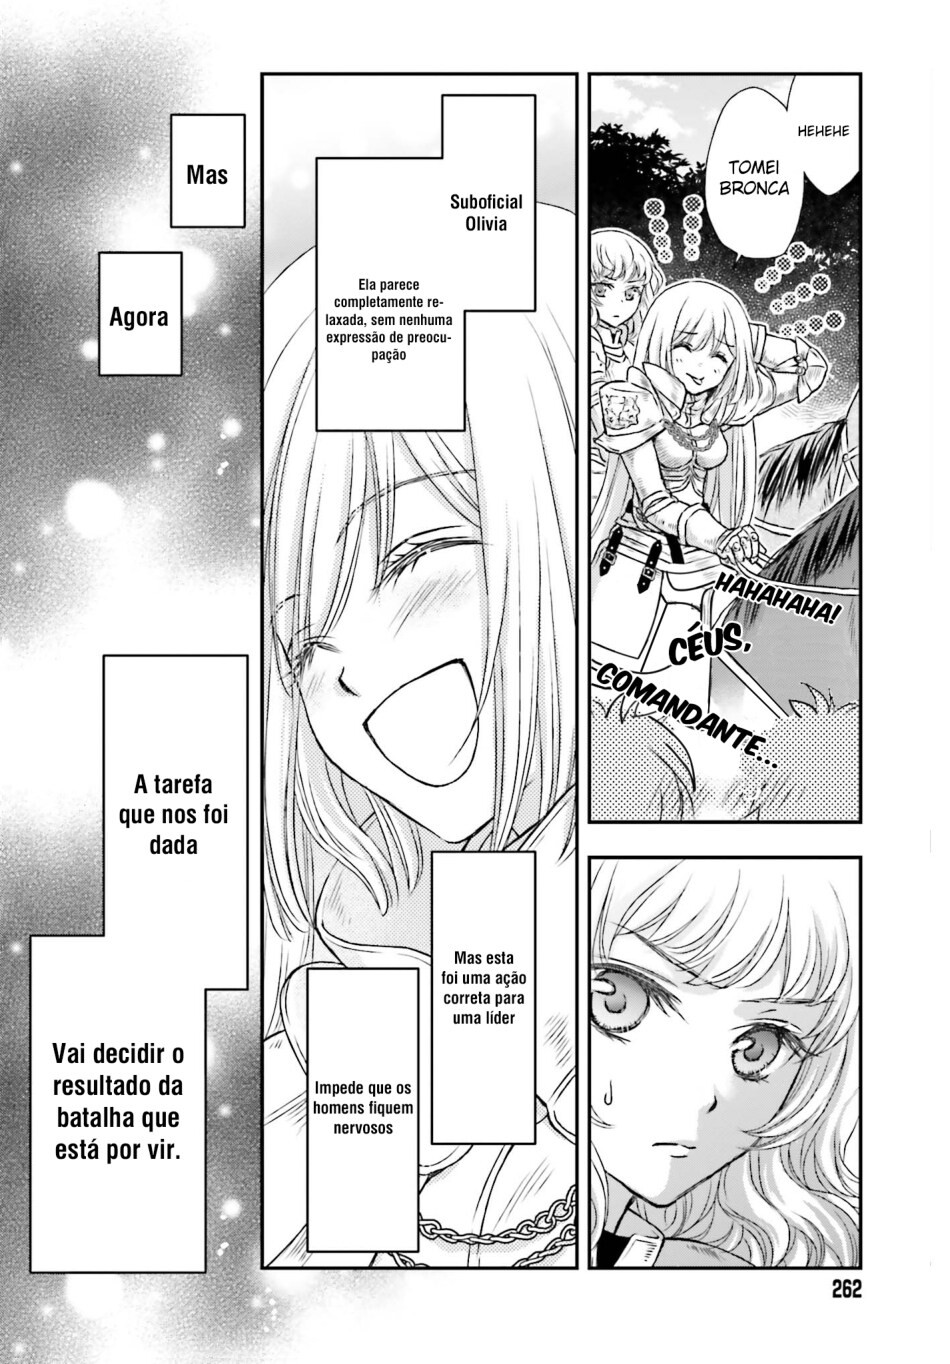 HEHEHE
TOMEI
BRONCA
HAHAHAHA!
CÉUS,
COMANDANTE...
Suboficial
Olivia
Ela parece
completamente re-
laxada, sem nenhuma
expressão de preocu-
pação
Mas esta
foi uma ação
correta para
uma líder
Impede que os
homens fiquem
nervosos
Mas
Agora
A tarefa
que nos foi
dada
Vai decidir o
resultado da
batalha que
está por vir.
262